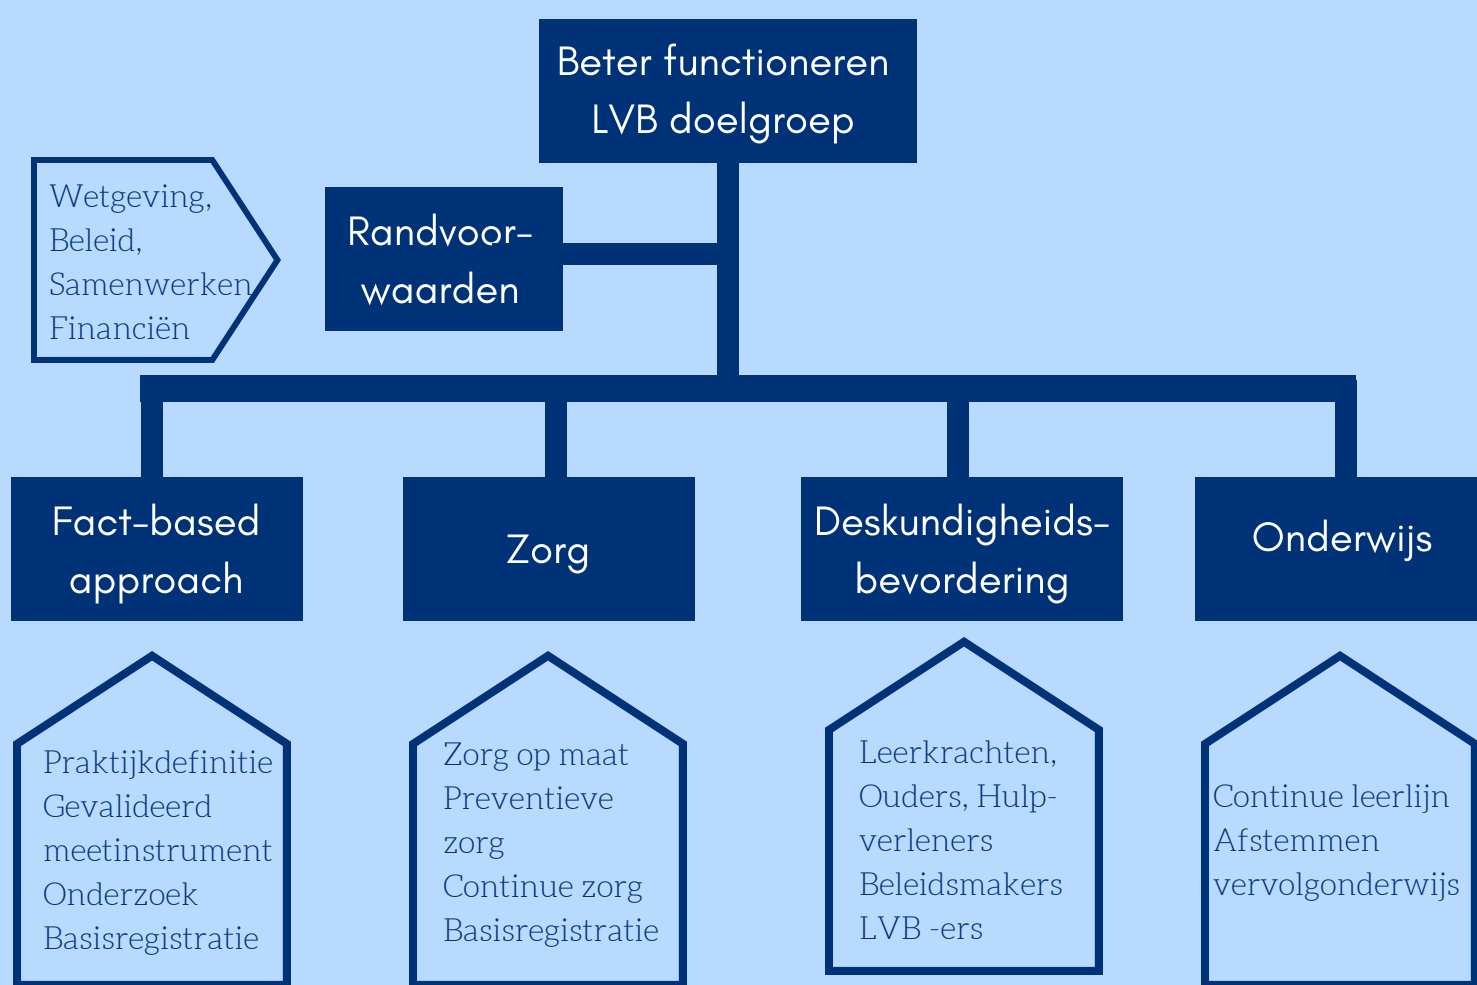 Beter functioneren
LVB doelgroep
Wetgeving,
Beleid,
Samenwerken
Financiën
Randvoor-
waarden
Fact-based
approach
Zorg
Deskundigheids-
bevordering
Onderwijs
Praktijkdefinitie
Gevalideerd
meetinstrument
Onderzoek
Basisregistratie
Zorg op maat
Preventieve
zorg
Continue zorg
Basisregistratie
Leerkrachten,
Ouders, Hulp-
verleners
Beleidsmakers
LVB -ers
Continue leerlijn
Afstemmen
vervolgonderwijs